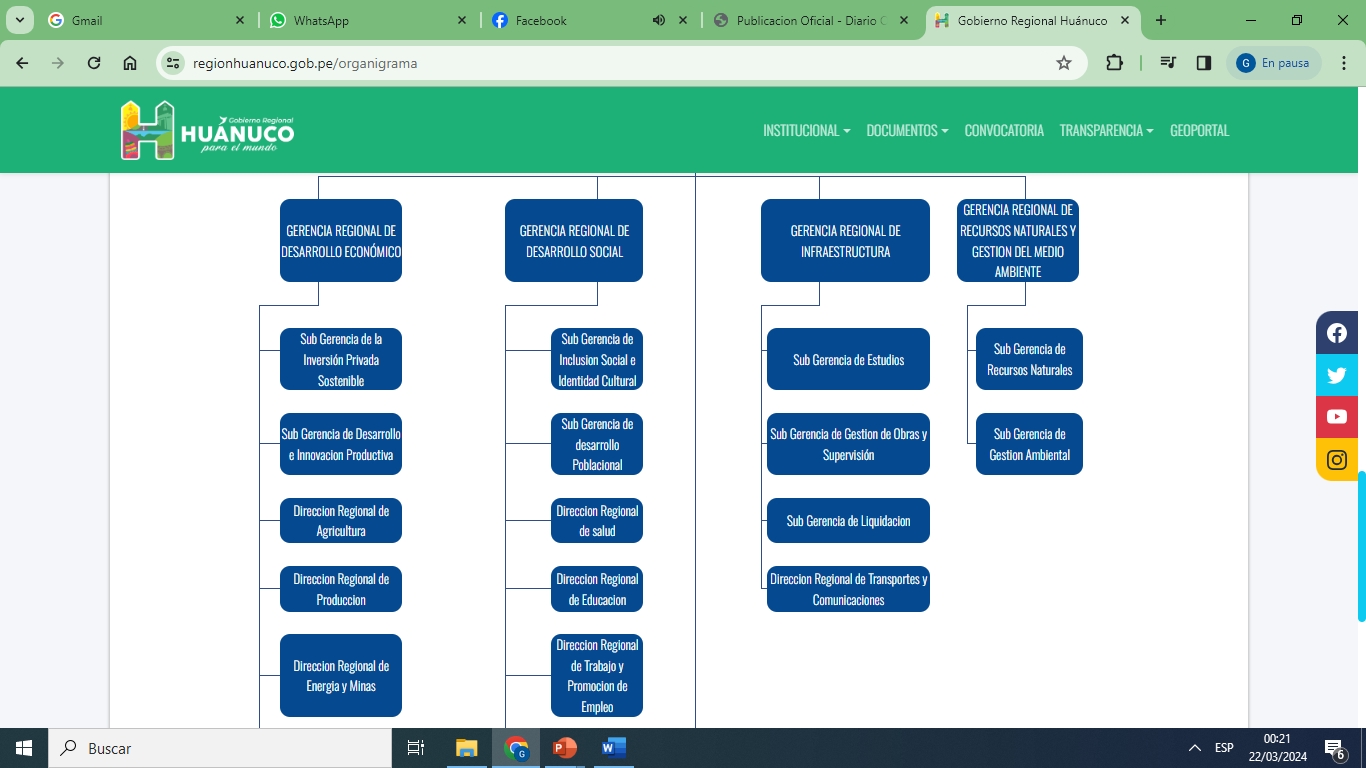 Gmail
WhatsApp
Facebook
Publicacion Oficial - Diario
Gobierno Regional Huánuco
regionhuanuco.gob.pe/organigrama
G
En pausa
Gobierno Regional
HUÁNUCO
para el mundo
INSTITUCIONAL
DOCUMENTOS
CONVOCATORIA
TRANSPARENCIA
GEOPORTAL
GERENCIA REGIONAL DE
DESARROLLO ECONÓMICO
GERENCIA REGIONAL DE
DESARROLLO SOCIAL
GERENCIA REGIONAL DE
INFRAESTRUCTURA
GERENCIA REGIONAL DE
RECURSOS NATURALES Y
GESTION DEL MEDIO
AMBIENTE
Sub Gerencia de la
Inversión Privada
Sostenible
Sub Gerencia de
Inclusion Social e
Identidad Cultural
Sub Gerencia de Estudios
Sub Gerencia de
Recursos Naturales
Sub Gerencia de Desarrollo
e Innovacion Productiva
Sub Gerencia de
desarrollo
Poblacional
Sub Gerencia de Gestion de Obras y
Supervisión
Sub Gerencia de
Gestion Ambiental
Direccion Regional de
Agricultura
Direccion Regional
de salud
Sub Gerencia de Liquidacion
Direccion Regional de
Produccion
Direccion Regional
de Educacion
Direccion Regional de Transportes y
Comunicaciones
Direccion Regional de
Energia y Minas
Direccion Regional
de Trabajo y
Promocion de
Empleo
Buscar
ESP
00:21
22/03/2024
6